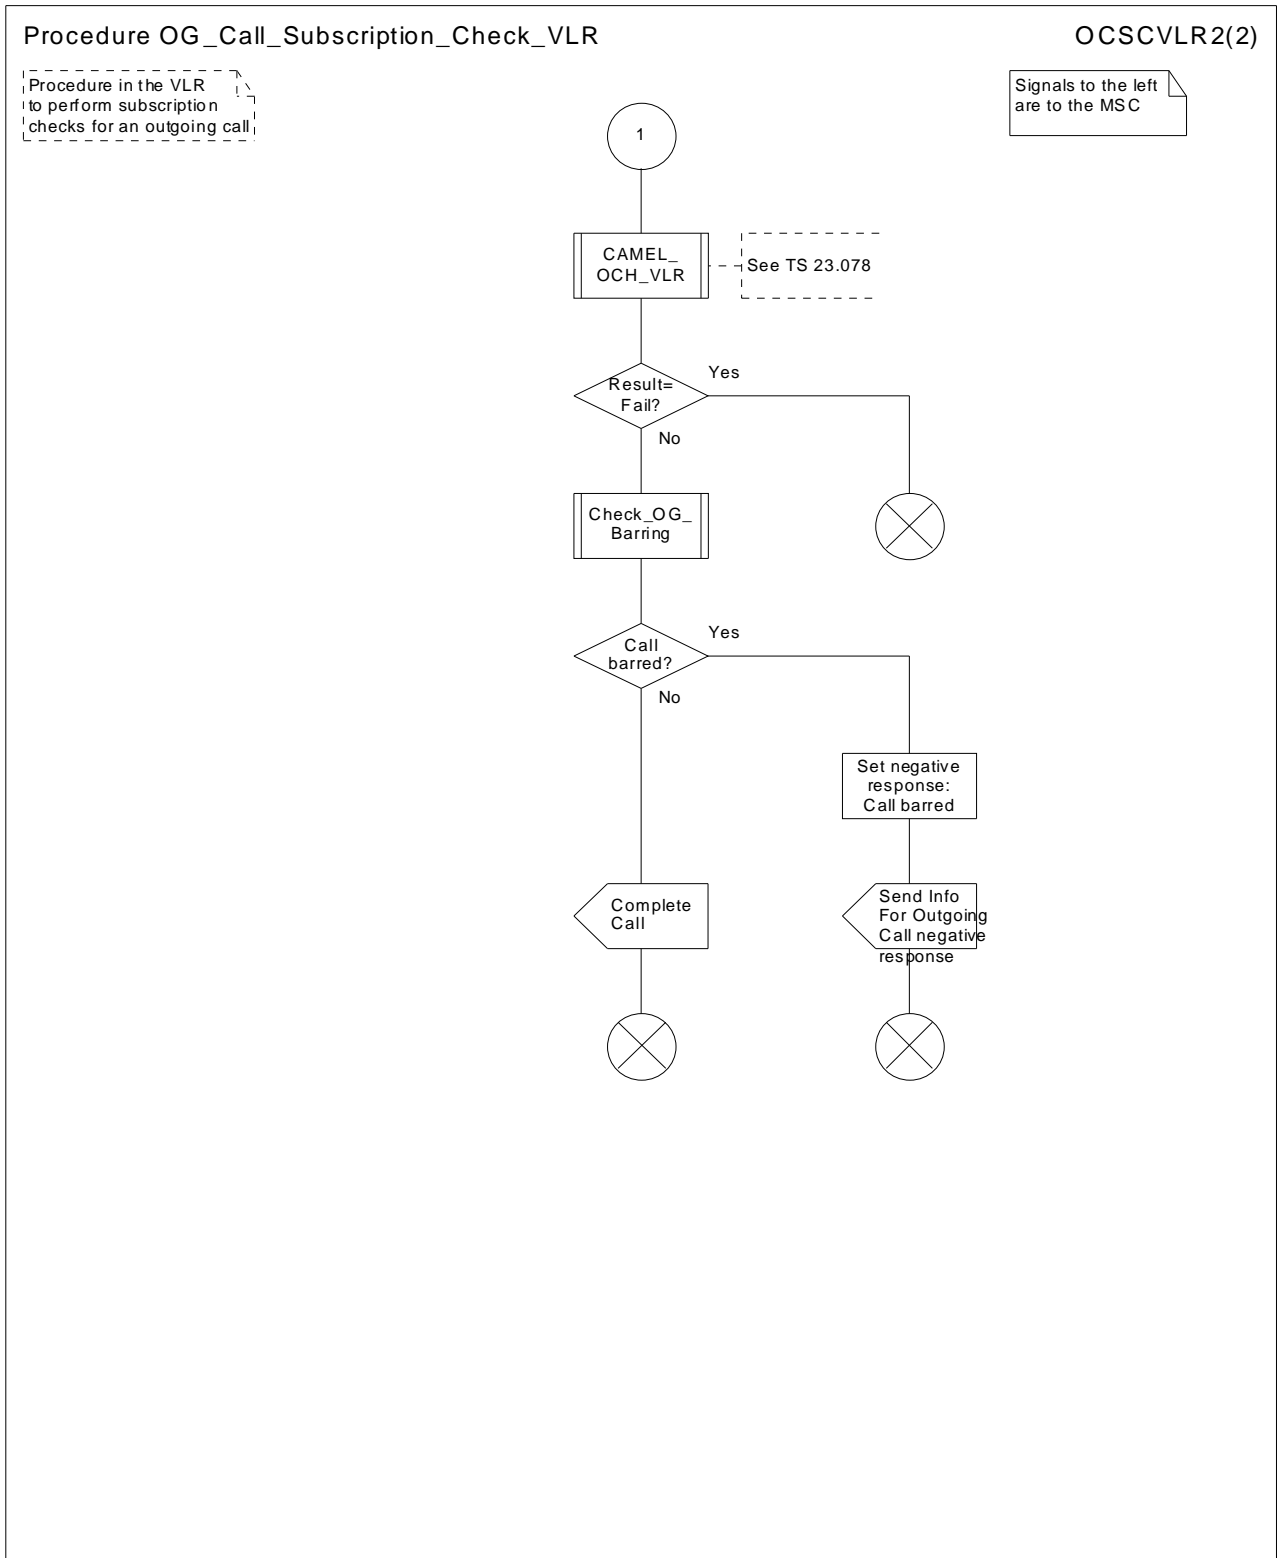 Procedure OG_Call_Subscription_Check_VLR
OCSCVLR2(2)
Procedure in the VLR
to perform subscription
checks for an outgoing call
Signals to the left
are to the MSC
1
CAMEL_
OCH_VLR
See TS 23.078
Result=
Fail?
Yes
No
Check_OG_
Barring
Call
barred?
Yes
No
Set negative
response:
Call barred
Complete
Call
Send Info
For Outgoing
Call negative
response